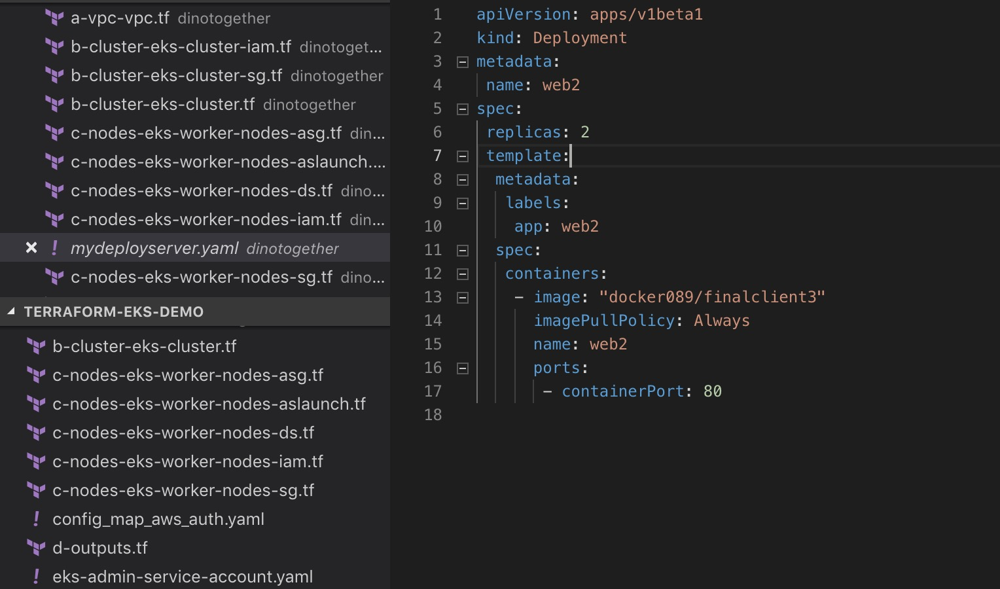 a-vpc-vpc.tf dinotogether
b-cluster-eks-cluster-iam.tf dinotoget...
b-cluster-eks-cluster-sg.tf dinotogether
b-cluster-eks-cluster.tf dinotogether
c-nodes-eks-worker-nodes-asg.tf din...
c-nodes-eks-worker-nodes-aslaunch....
c-nodes-eks-worker-nodes-ds.tf dino...
c-nodes-eks-worker-nodes-iam.tf din...
! mydeployserver.yaml dinotogether
c-nodes-eks-worker-nodes-sg.tf dino...
TERRAFORM-EKS-DEMO
b-cluster-eks-cluster.tf
c-nodes-eks-worker-nodes-asg.tf
c-nodes-eks-worker-nodes-aslaunch.tf
c-nodes-eks-worker-nodes-ds.tf
c-nodes-eks-worker-nodes-iam.tf
c-nodes-eks-worker-nodes-sg.tf
! config_map_aws_auth.yaml
d-outputs.tf
! eks-admin-service-account.yaml
1 apiVersion: apps/v1beta1
2 kind: Deployment
3 metadata:
4 name: web2
5 spec:
6 replicas: 2
7 template:
8 metadata:
9 labels:
10 app: web2
11 spec:
12 containers:
13 - image: "docker089/finalclient3"
14 imagePullPolicy: Always
15 name: web2
16 ports:
17 - containerPort: 80
18